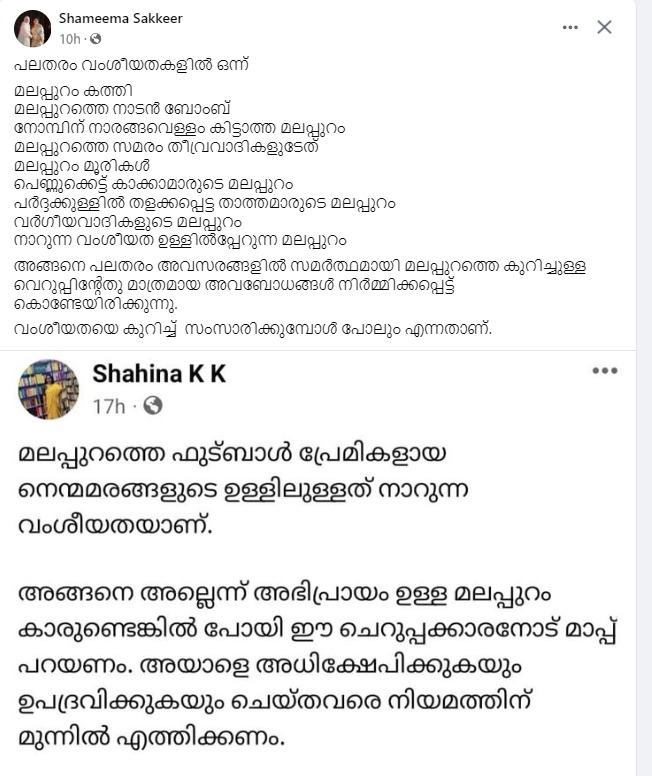 Shameema Sakkeer
10h ·
പലതരം വംശീയതകളിൽ ഒന്ന്
മലപ്പുറം കത്തി
മലപ്പുറത്തെ നാടൻ ബോംബ്
നോമ്പിന് നാരങ്ങവെള്ളം കിട്ടാത്ത മലപ്പുറം
മലപ്പുറത്തെ സമരം തീവ്രവാദികളുടേത്
മലപ്പുറം മൂരികൾ
പെണ്ണുക്കെട്ട് കാക്കാമാരുടെ മലപ്പുറം
പർദ്ദക്കുള്ളിൽ തളക്കപ്പെട്ട താത്തമാരുടെ മലപ്പുറം
വർഗീയവാദികളുടെ മലപ്പുറം
നാറുന്ന വംശീയത ഉള്ളിൽപ്പേറുന്ന മലപ്പുറം
അങ്ങനെ പലതരം അവസരങ്ങളിൽ സമർത്ഥമായി മലപ്പുറത്തെ കുറിച്ചുള്ള
വെറുപ്പിന്റേതു മാത്രമായ അവബോധങ്ങൾ നിർമ്മിക്കപ്പെട്ട്
കൊണ്ടേയിരിക്കുന്നു.
വംശീയതയെ കുറിച്ച് സംസാരിക്കുമ്പോൾ പോലും എന്നതാണ്.
Shahina K K
17h ·
മലപ്പുറത്തെ ഫുട്ബാൾ പ്രേമികളായ
നെന്മമരങ്ങളുടെ ഉള്ളിലുള്ളത് നാറുന്ന
വംശീയതയാണ്.
അങ്ങനെ അല്ലെന്ന് അഭിപ്രായം ഉള്ള മലപ്പുറം
കാരുണ്ടെങ്കിൽ പോയി ഈ ചെറുപ്പക്കാരനോട് മാപ്പ്
പറയണം. അയാളെ അധിക്ഷേപിക്കുകയും
ഉപദ്രവിക്കുകയും ചെയ്തവരെ നിയമത്തിന്
മുന്നിൽ എത്തിക്കണം.